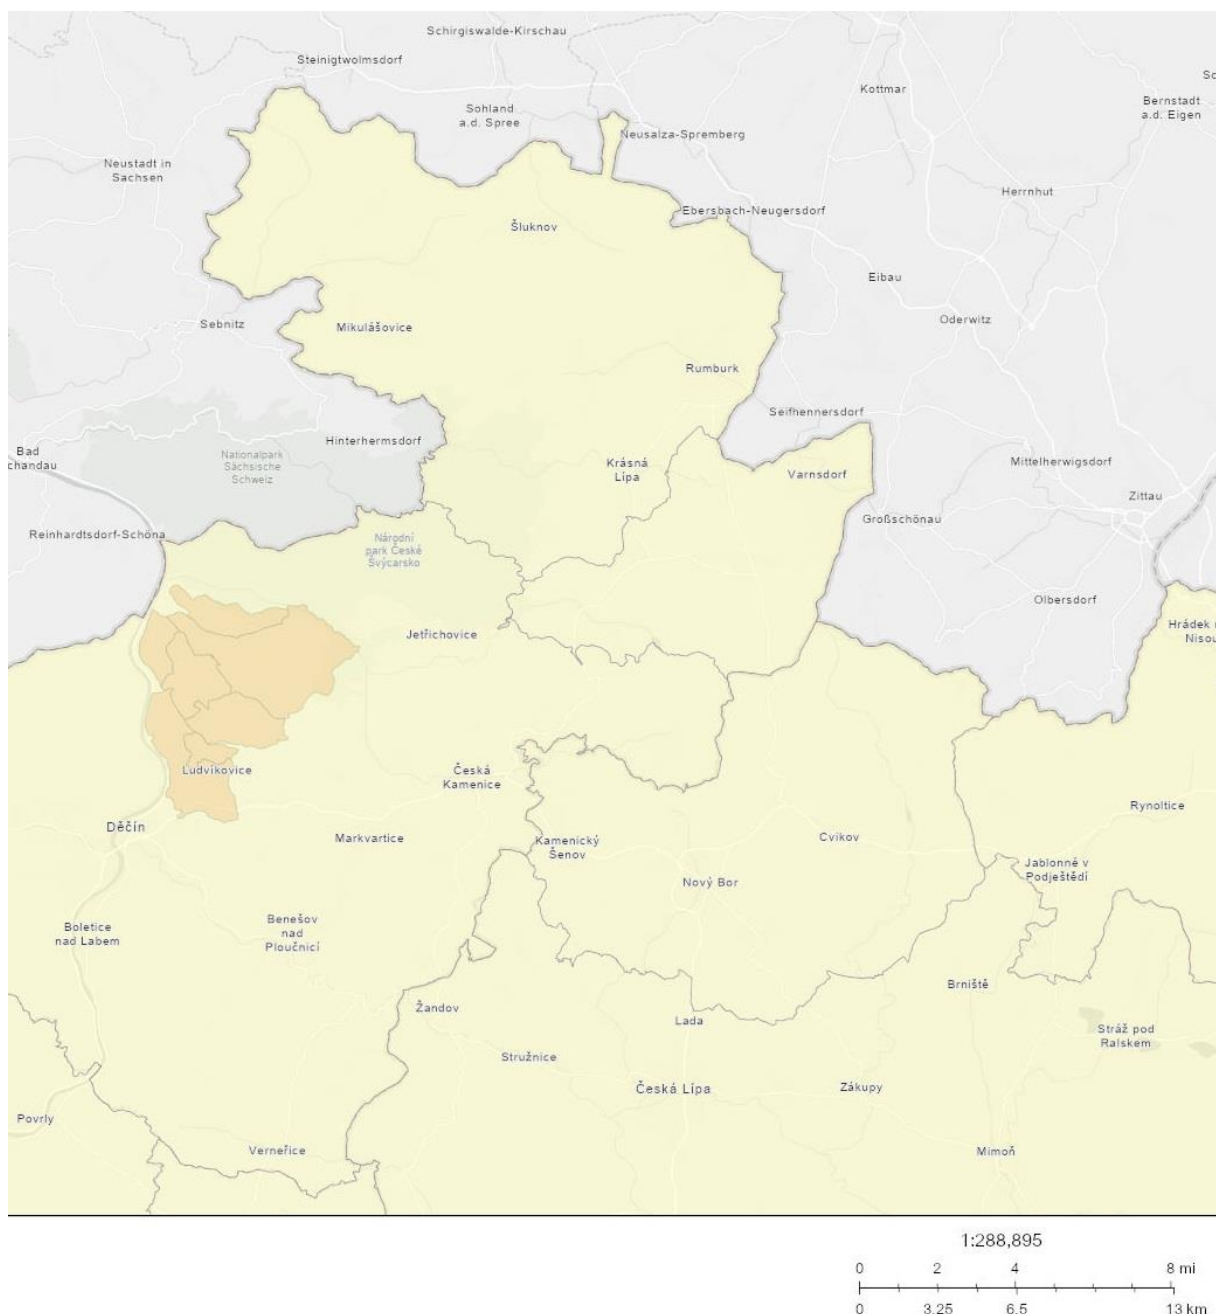 Schirgiswalde-Kirschau
Steinigtwolmsdorf
Kottmar
Sohland
a.d. Spree
Bernstadt
a.d. Eigen
Neusalza-Spremberg
Neustadt in
Sachsen
Herrnhut
Ebersbach-Neugersdorf
Šluknov
Eibau
Oderwitz
Sebnitz
Mikulášovice
Rumburk
Seifhennersdorf
Hinterhermsdorf
Bad
chandau
Nationalpark
Sächsische
Schweiz
Krásná
Lípa
Varnsdorf
Mittelherwigsdorf
Zittau
Großschönau
Reinhardtsdorf-Schöna
Národní
park České
Švýcarsko
Olbersdorf
Hrádek n
Nisou
Jetřichovice
Ludvíkovice
Česká
Kamenice
Rynoltice
Děčín
Markvartice
Kamenický
Šenov
Cvikov
Jablonné v
Podještědí
Nový Bor
Boletice
nad Labem
Benešov
nad
Ploučnicí
Brniště
Žandov
Lada
Stráž pod
Ralskem
Stružnice
Česká Lípa
Zákupy
Povrly
Verneřice
Mimoň
1:288,895
0 2 4 8 mi
0 3.25 6.5 13 km